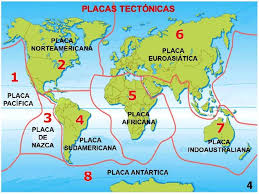 PLACAS TECTÓNICAS
6
PLACA
NORTEAMERICANA
PLACA
EUROASIÁTICA
1
2
PLACA
PACÍFICA
3
PLACA
DE
NAZCA
4
PLACA
SUDAMERICANA
5
PLACA
AFRICANA
7
PLACA
INDOAUSTRALIANA
8
PLACA ANTÁRTICA
4